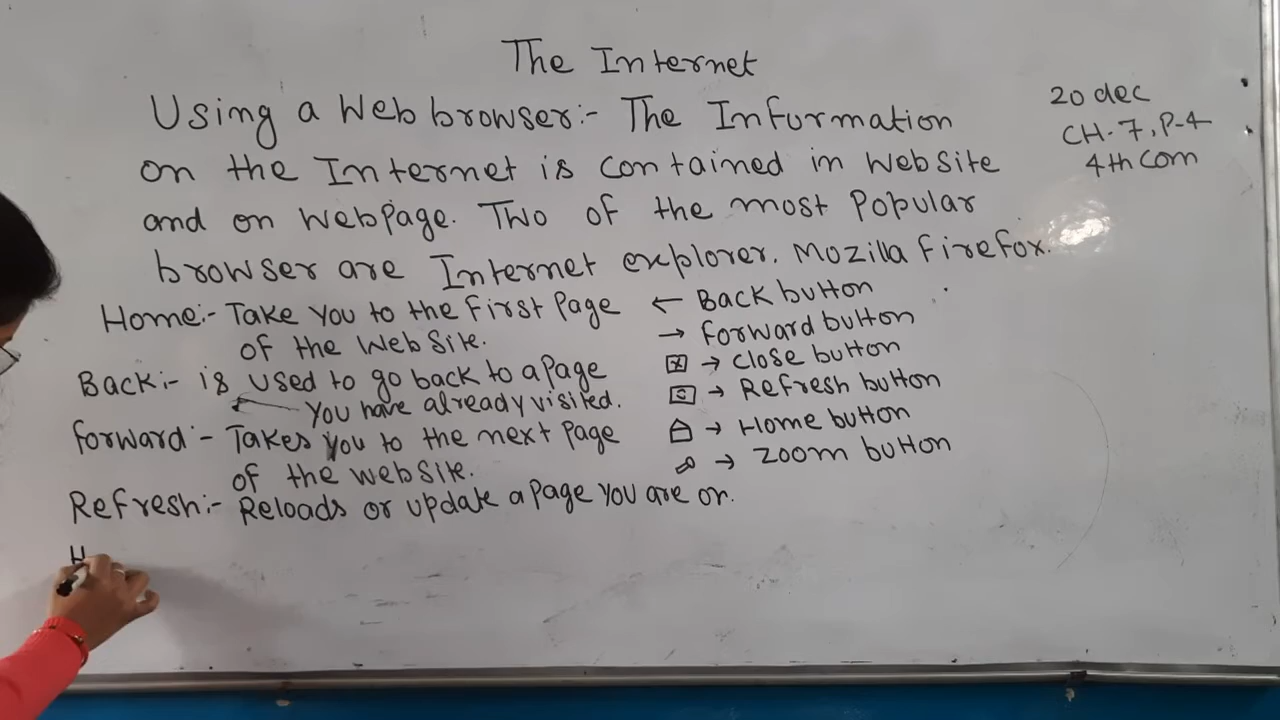 The Internet
Using a Web browser:- The Information
on the Internet is contained in Website
and on Webpage. Two of the most Popular
browser are Internet explorer. Mozilla Firefox.
20 dec
CH-7, P-4
4th Com
Home:- Take You to the First Page
of the Website.
Back:- is used to go back to a page
You have already visited.
forward:- Takes you to the next Page
of the website.
Refresh:- Reloads or update a Page You are on.
H
← Back button
→ forward button
☒ → Close button
→ Refresh button
→ Home button
→ Zoom button